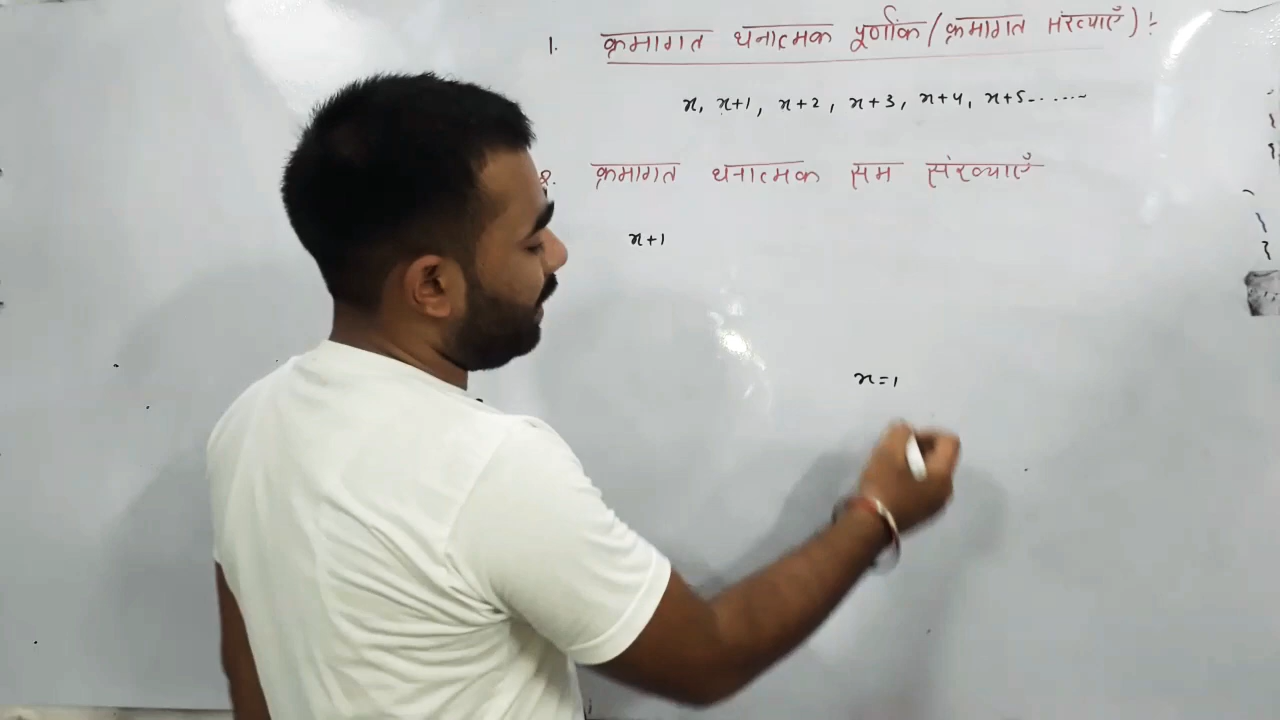 1. क्रमागत धनात्मक पूर्णांक/(क्रमागत संख्याएँ) :
x, x+1, x+2, x+3, x+4, x+5.......
क्रमागत धनात्मक सम संख्याएँ
x+1
x=1